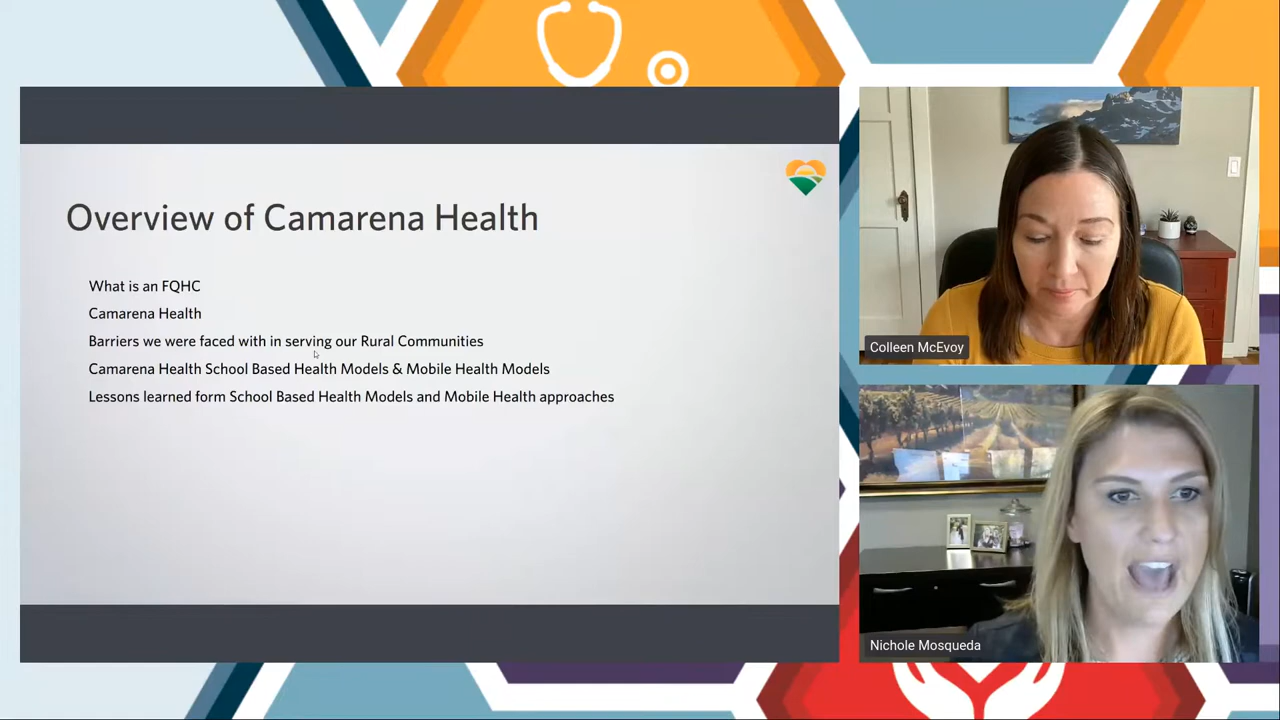 Overview of Camarena Health
What is an FQHC
Camarena Health
Barriers we were faced with in serving our Rural Communities
Camarena Health School Based Health Models & Mobile Health Models
Lessons learned form School Based Health Models and Mobile Health approaches
Colleen McEvoy
Nichole Mosqueda